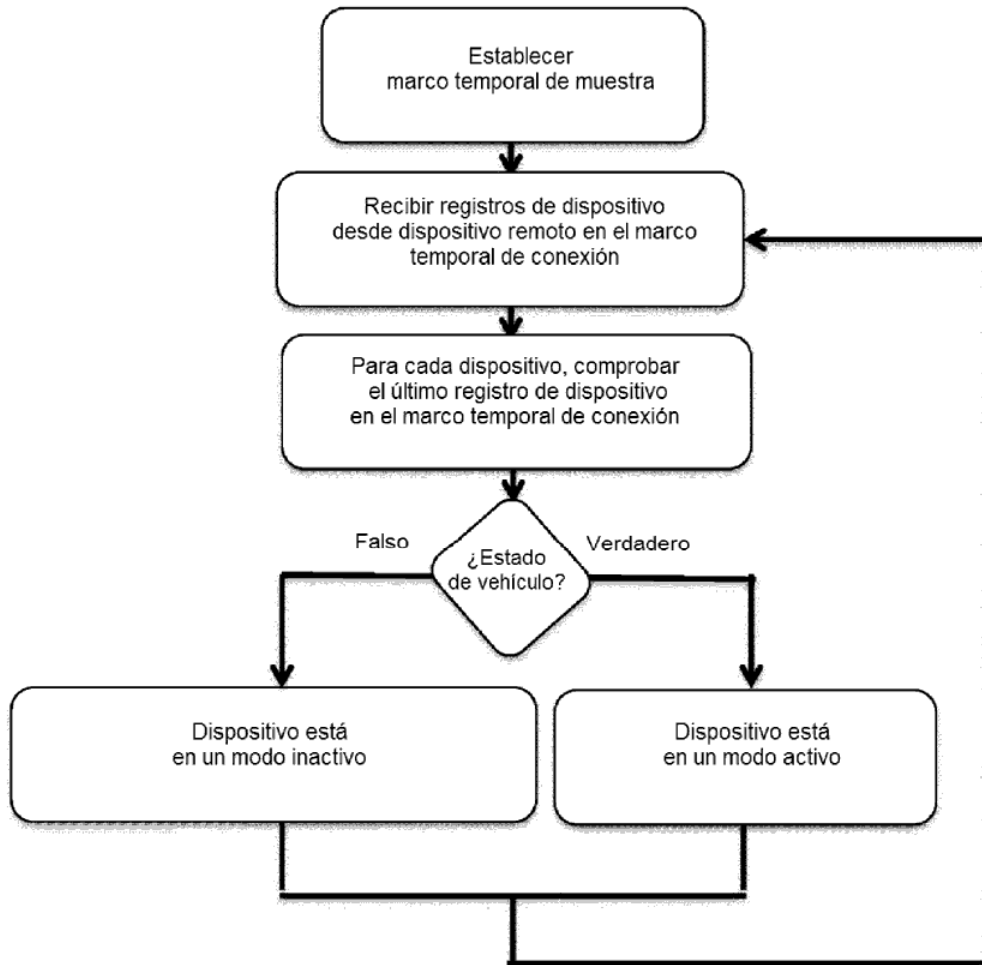 Establecer
marco temporal de muestra
Recibir registros de dispositivo
desde dispositivo remoto en el marco
temporal de conexión
Para cada dispositivo, comprobar
el último registro de dispositivo
en el marco temporal de conexión
Falso
¿Estado
de vehículo?
Verdadero
Dispositivo está
en un modo inactivo
Dispositivo está
en un modo activo